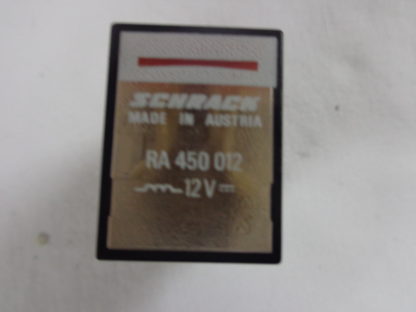 SCHRACK
MADE IN AUSTRIA
RA 450 012
12V